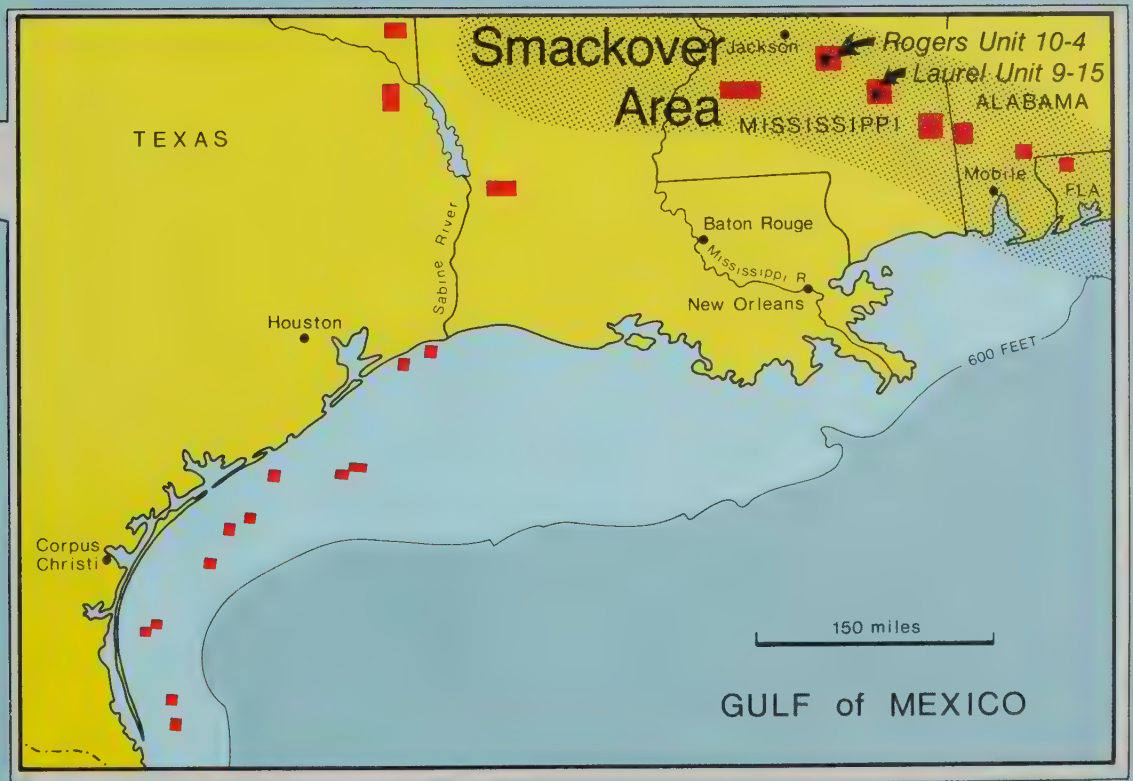 Smackover
Area
Jackson
Rogers Unit 10-4
Laurel Unit 9-15
ALABAMA
MISSISSIPPI
TEXAS
Mobile
FLA
Sabine River
Baton Rouge
Mississippi R
New Orleans
Houston
600 FEET
Corpus
Christi
150 miles
GULF of MEXICO